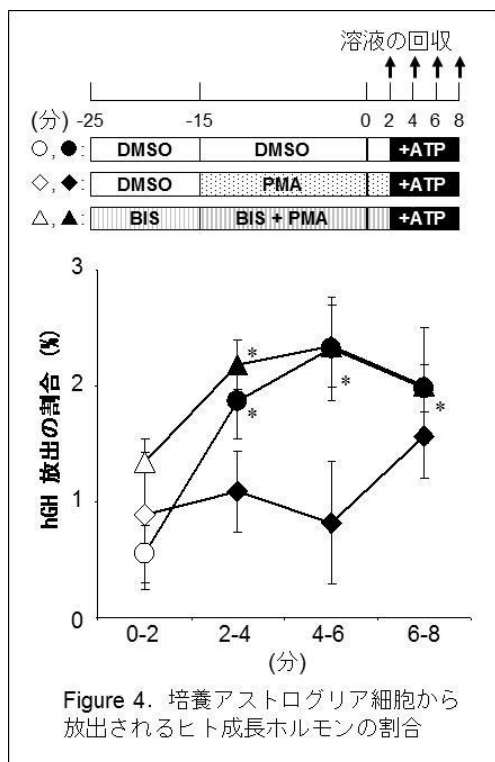 溶液の回収
(分) -25 -15 0 2 4 6 8
○, ●: DMSO DMSO +ATP
◇, ◆: DMSO PMA +ATP
△, ▲: BIS BIS + PMA +ATP
3
2
1
0
hGH 放出の割合 (%)
*
*
*
*
0-2 2-4 4-6 6-8
(分)
Figure 4. 培養アストログリア細胞から
放出されるヒト成長ホルモンの割合